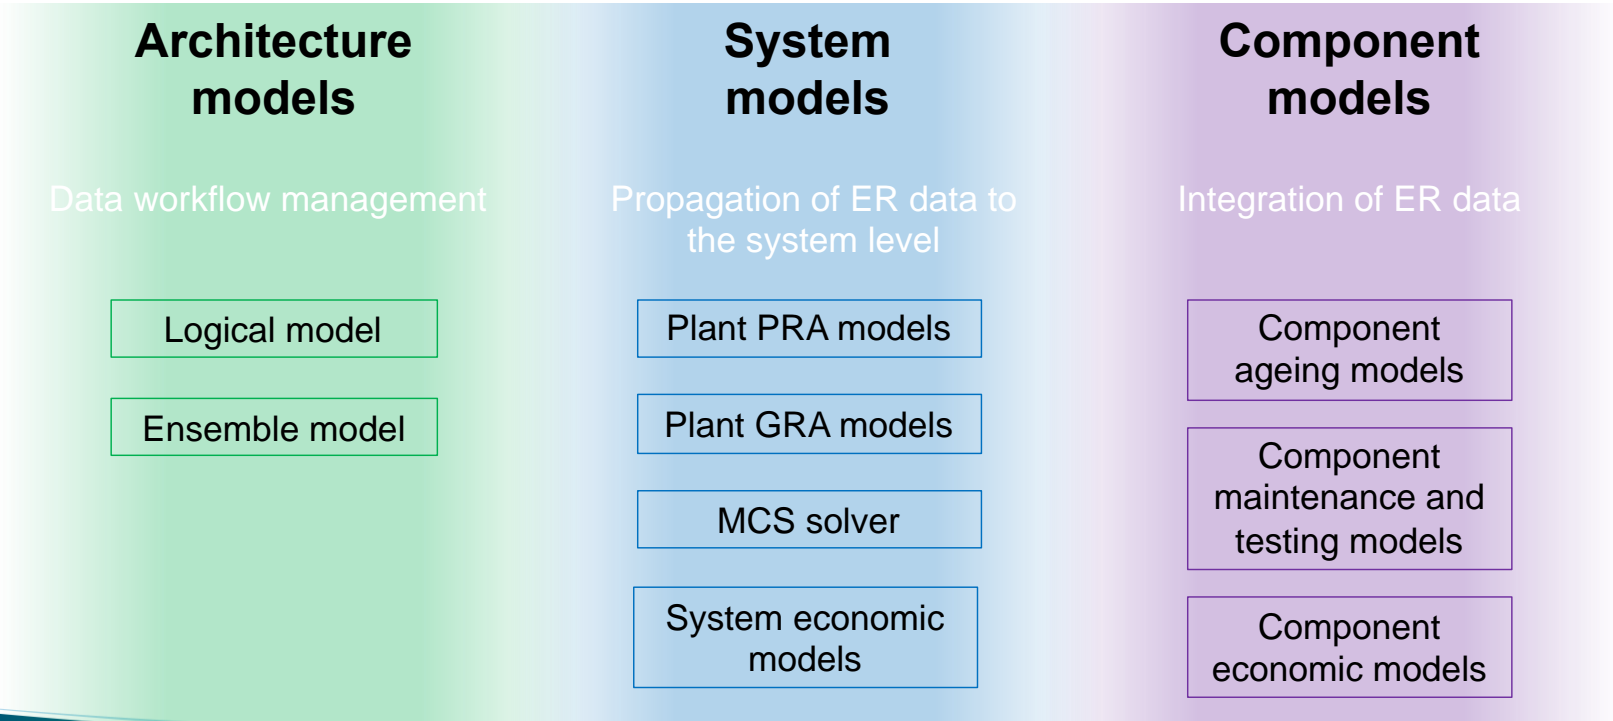 Architecture
models
Data workflow management
Logical model
Ensemble model
System
models
Propagation of ER data to
the system level
Plant PRA models
Plant GRA models
MCS solver
System economic
models
Component
models
Integration of ER data
Component
ageing models
Component
maintenance and
testing models
Component
economic models